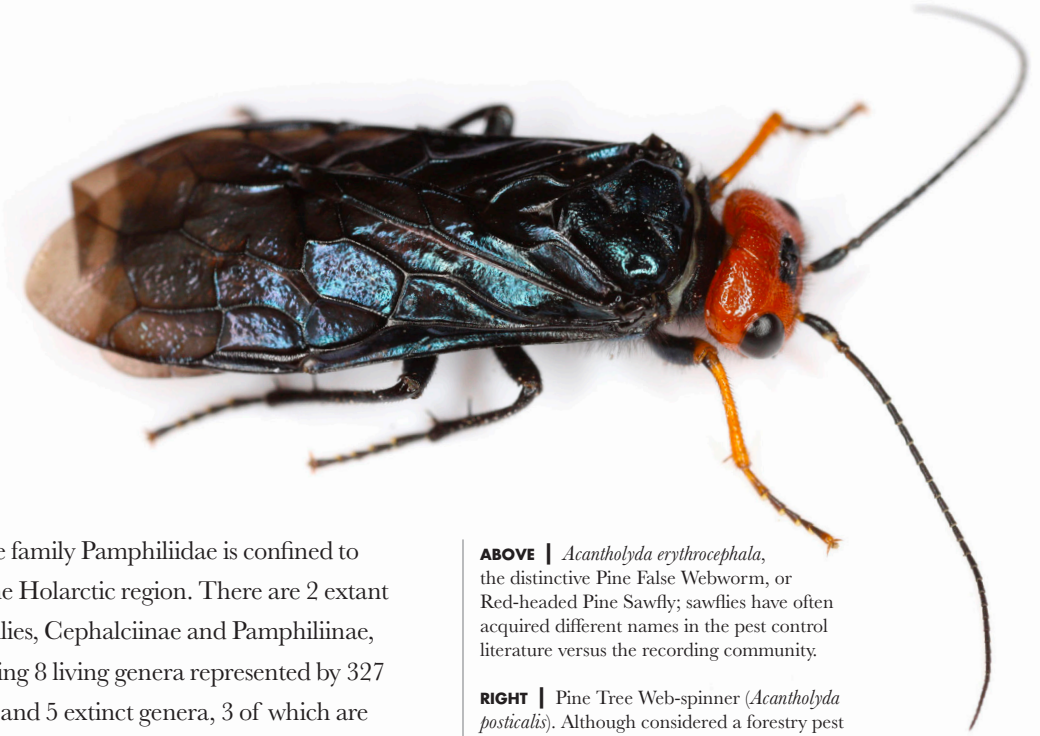 e family Pamphiliidae is confined to
e Holarctic region. There are 2 extant
lies, Cephalciinae and Pamphiliinae,
ing 8 living genera represented by 327
and 5 extinct genera, 3 of which are
ABOVE | Acantholyda erythrocephala,
the distinctive Pine False Webworm, or
Red-headed Pine Sawfly; sawflies have often
acquired different names in the pest control
literature versus the recording community.
RIGHT | Pine Tree Web-spinner (Acantholyda
posticalis). Although considered a forestry pest